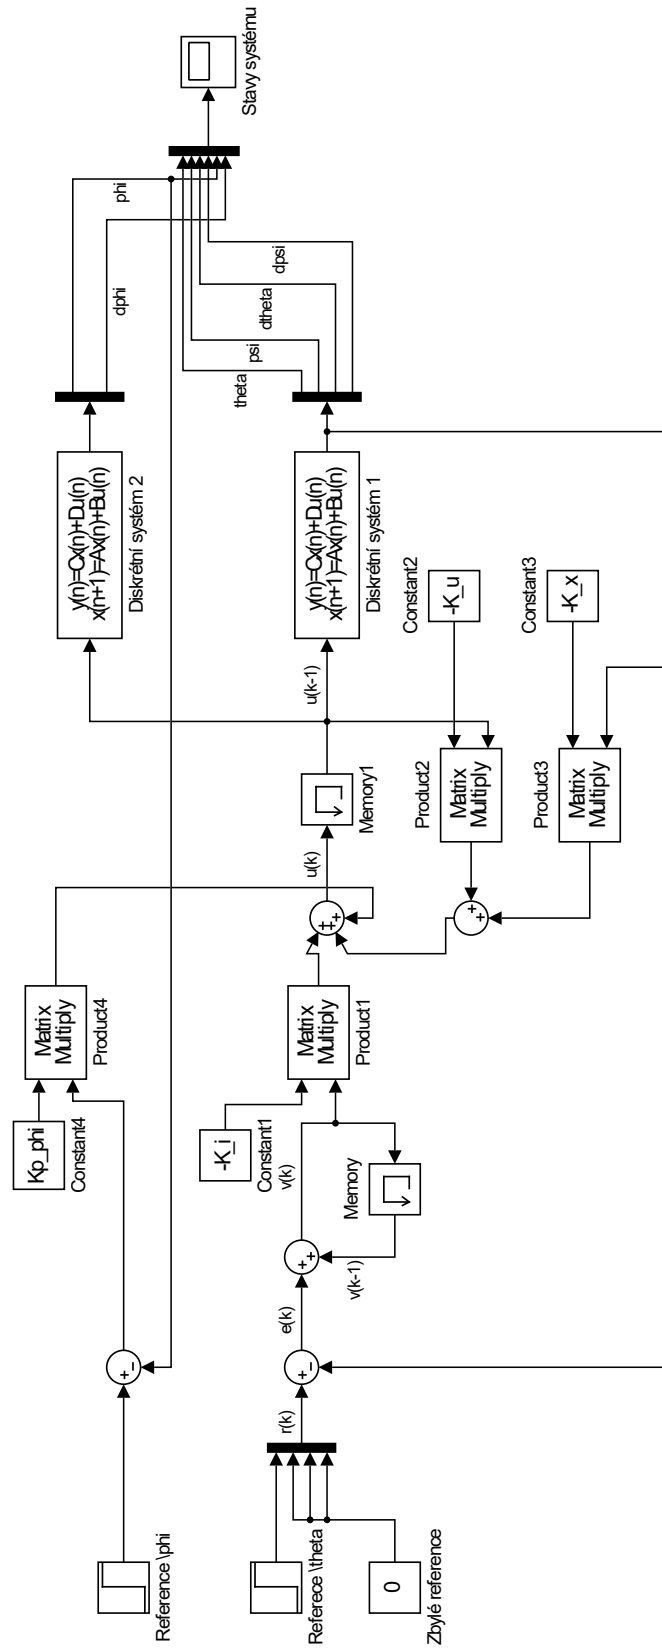 Reference \phi
+
-
Kp_phi
Constant4
Matrix
Multiply
Product4
y(n)=Cx(n)+Du(n)
x(n+1)=Ax(n)+Bu(n)
Diskrétní systém 2
phi
dphi
Stavy systému
Referece \theta
0
Zbylé reference
r(k)
+
-
e(k)
+
+
v(k-1)
Memory
v(k)
-K_i
Constant1
Matrix
Multiply
Product1
+
+
+
u(k)
Memory1
u(k-1)
y(n)=Cx(n)+Du(n)
x(n+1)=Ax(n)+Bu(n)
Diskrétní systém 1
theta
psi
dtheta
dpsi
+
+
Matrix
Multiply
Product2
-K_u
Constant2
Matrix
Multiply
Product3
-K_x
Constant3